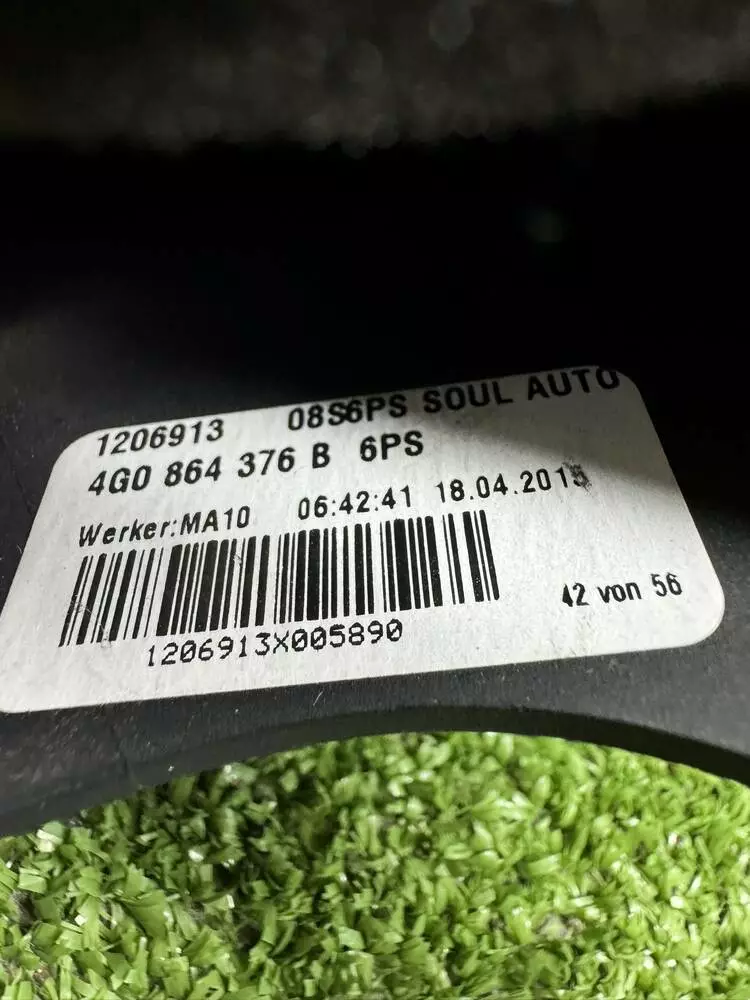 1206913 08S6PS SOUL AUTO
4G0 864 376 B 6PS
Werker:MA10 06:42:41 18.04.2015
42 von 56
1206913X005890